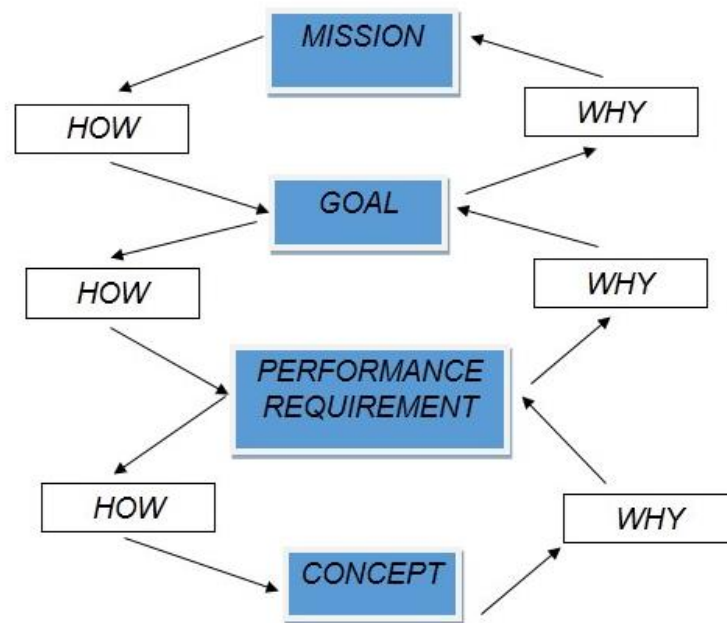 MISSION
HOW
WHY
GOAL
HOW
WHY
PERFORMANCE
REQUIREMENT
HOW
WHY
CONCEPT